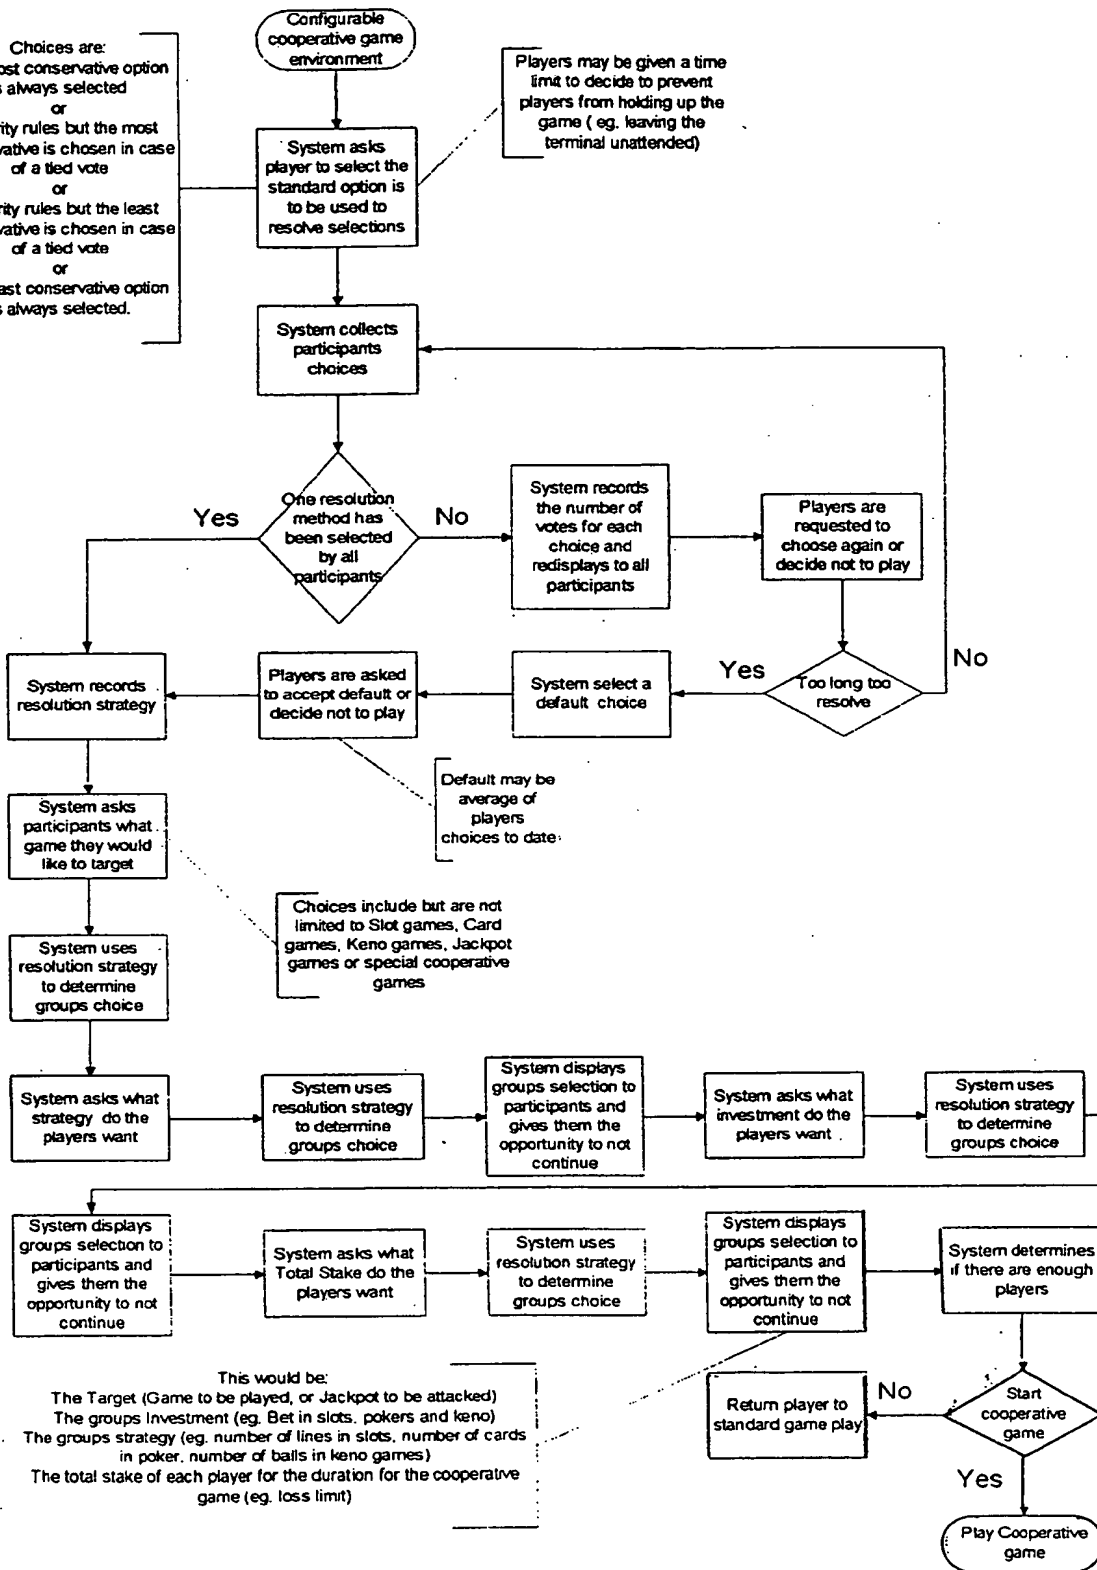 Configurable
cooperative game
environment
Choices are:
ost conservative option
s always selected
or
rity rules but the most
vative is chosen in case
of a tied vote
or
rity rules but the least
vative is chosen in case
of a tied vote
or
ast conservative option
s always selected.
Players may be given a time
limit to decide to prevent
players from holding up the
game ( eg. leaving the
terminal unattended)
System asks
player to select the
standard option is
to be used to
resolve selections
System collects
participants
choices
One resolution
method has
been selected
by all
participants
Yes
No
System records
the number of
votes for each
choice and
redisplays to all
participants
Players are
requested to
choose again or
decide not to play
Too long too
resolve
Yes
No
System select a
default choice
Players are asked
to accept default or
decide not to play
System records
resolution strategy
Default may be
average of
players
choices to date
System asks
participants what
game they would
like to target
Choices include but are not
limited to Slot games, Card
games, Keno games, Jackpot
games or special cooperative
games
System uses
resolution strategy
to determine
groups choice
System asks what
strategy do the
players want
System uses
resolution strategy
to determine
groups choice
System displays
groups selection to
participants and
gives them the
opportunity to not
continue
System asks what
investment do the
players want
System uses
resolution strategy
to determine
groups choice
System displays
groups selection to
participants and
gives them the
opportunity to not
continue
System asks what
Total Stake do the
players want
System uses
resolution strategy
to determine
groups choice
System displays
groups selection to
participants and
gives them the
opportunity to not
continue
System determines
if there are enough
players
This would be:
The Target (Game to be played, or Jackpot to be attacked)
The groups Investment (eg. Bet in slots, pokers and keno)
The groups strategy (eg. number of lines in slots, number of cards
in poker, number of balls in keno games)
The total stake of each player for the duration for the cooperative
game (eg. loss limit)
Return player to
standard game play
No
Start
cooperative
game
Yes
Play Cooperative
game